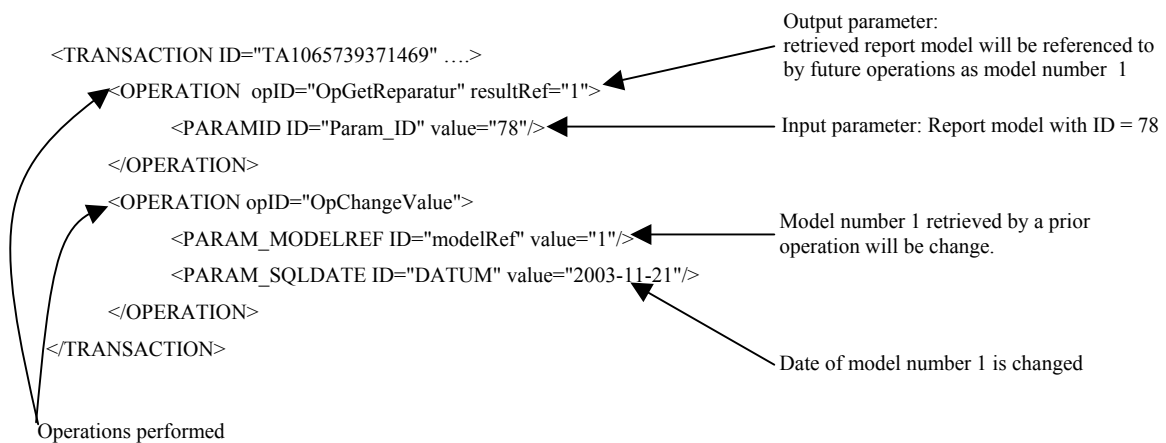 Output parameter:
retrieved report model will be referenced to
by future operations as model number 1
<TRANSACTION ID="TA1065739371469" ….>
<OPERATION opID="OpGetReparatur" resultRef="1">
<PARAMID ID="Param_ID" value="78"/>
Input parameter: Report model with ID = 78
</OPERATION>
<OPERATION opID="OpChangeValue">
Model number 1 retrieved by a prior
operation will be change.
<PARAM_MODELREF ID="modelRef" value="1"/>
<PARAM_SQLDATE ID="DATUM" value="2003-11-21"/>
</OPERATION>
</TRANSACTION>
Date of model number 1 is changed
Operations performed